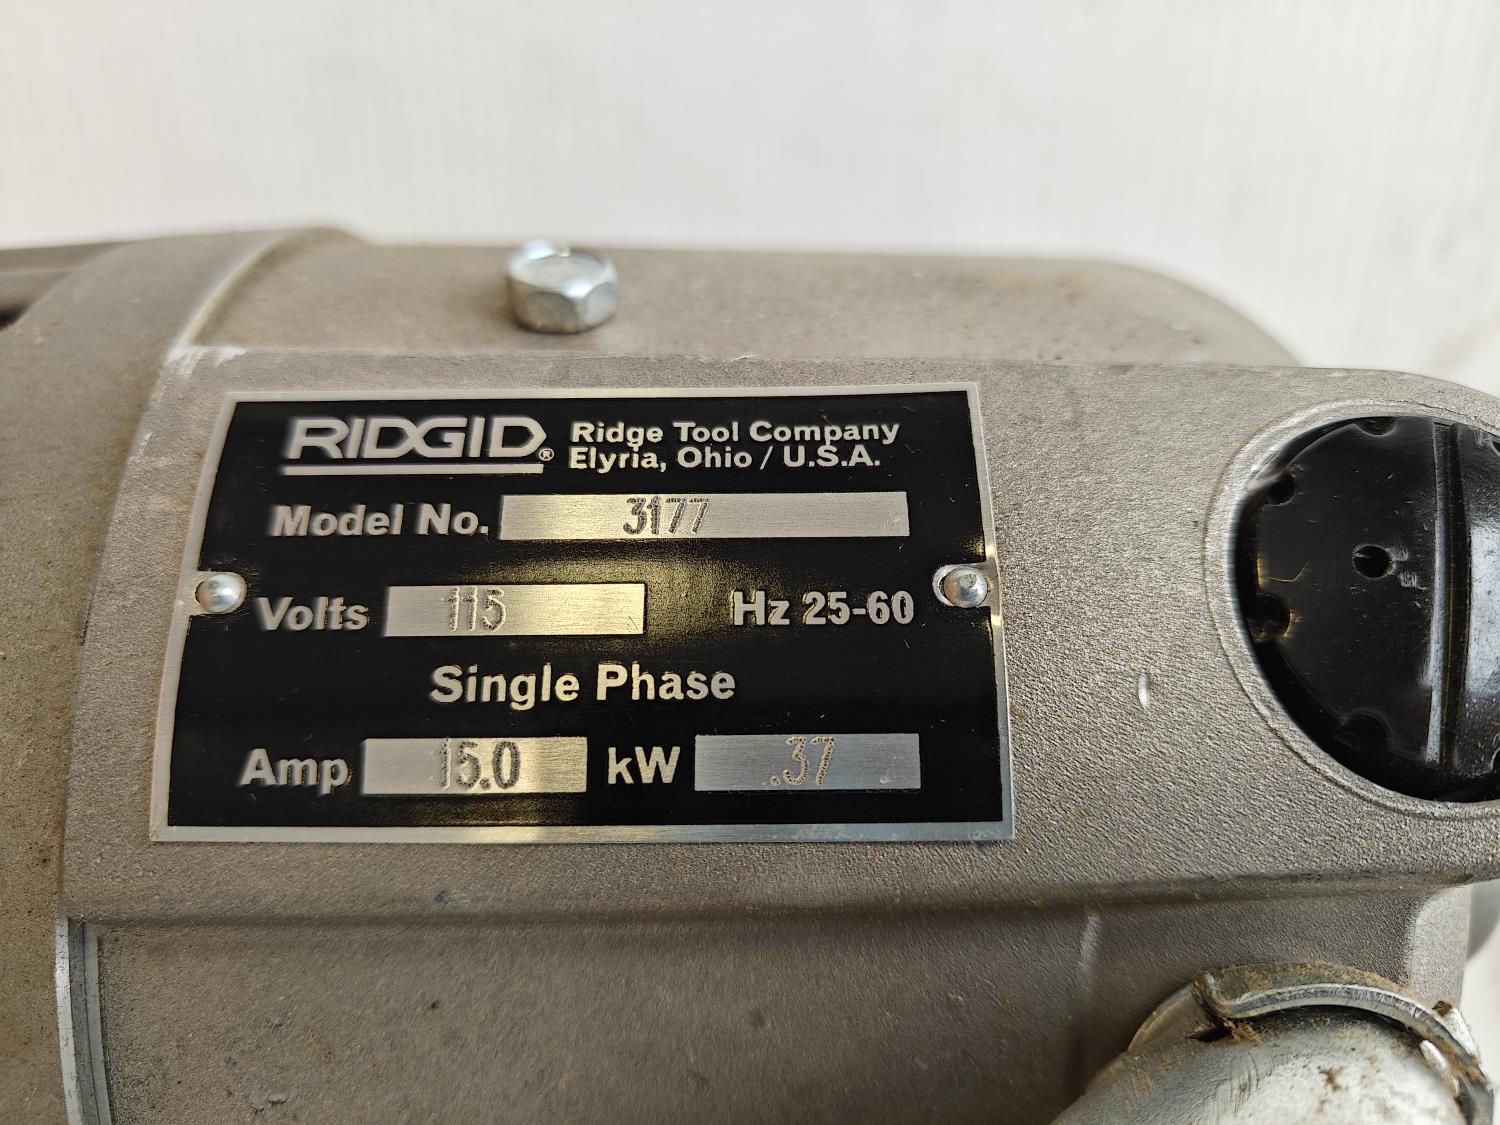 RIDGID® Ridge Tool Company
Elyria, Ohio / U.S.A.
Model No. 3177
Volts 115 Hz 25-60
Single Phase
Amp 15.0 kW .37